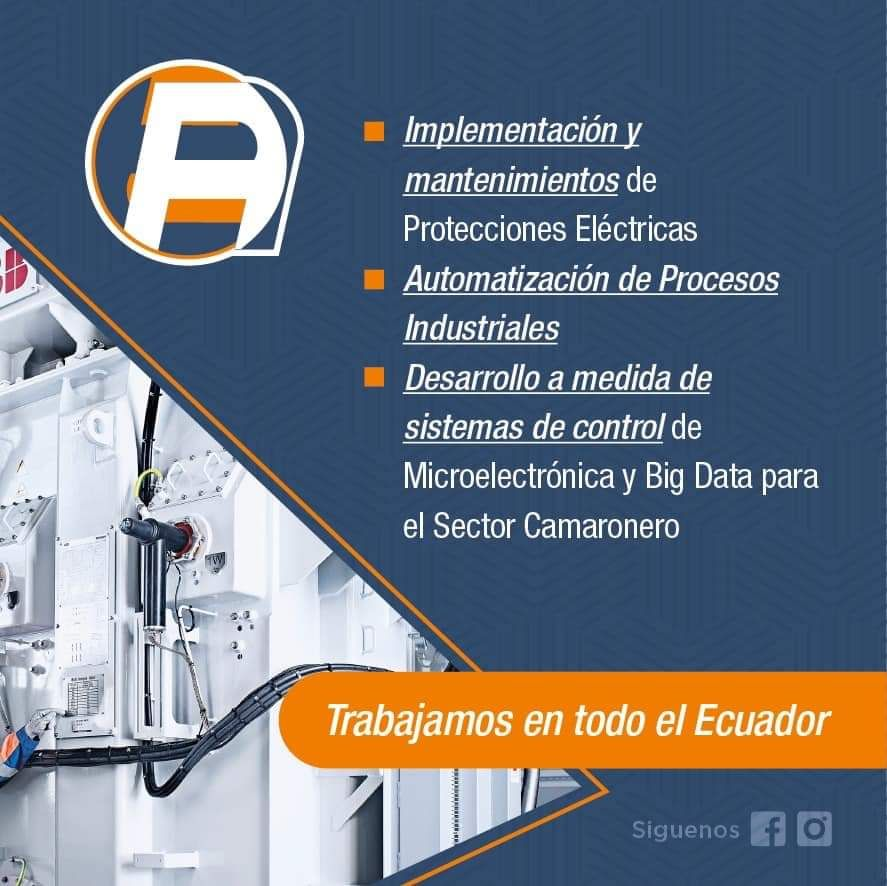 Implementación y
mantenimientos de
Protecciones Eléctricas
Automatización de Procesos
Industriales
Desarrollo a medida de
sistemas de control de
Microelectrónica y Big Data para
el Sector Camaronero
Trabajamos en todo el Ecuador
Siguenos